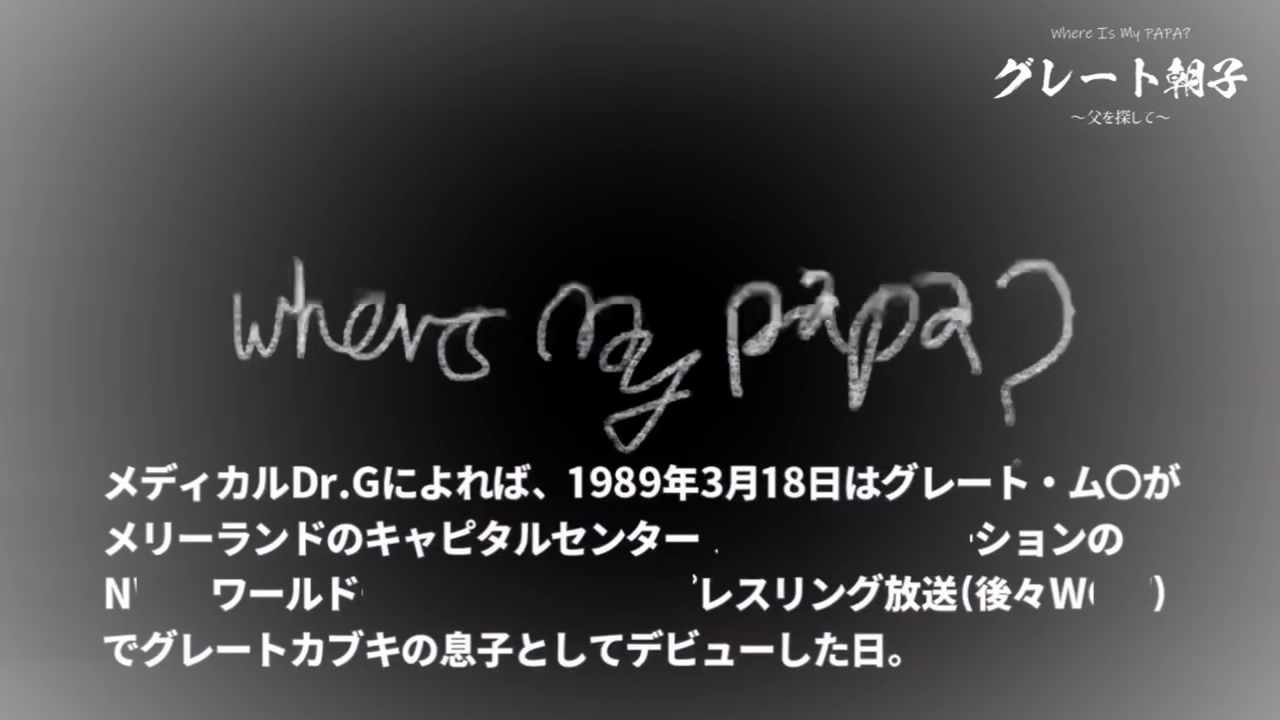 Where Is My PAPA?
グレート朝子
～父を探して～
wheres my papa?
メディカルDr.Gによれば、1989年3月18日はグレート・ム〇が
メリーランドのキャピタルセンター ションの
N ワールド レスリング放送(後々W )
でグレートカブキの息子としてデビューした日。